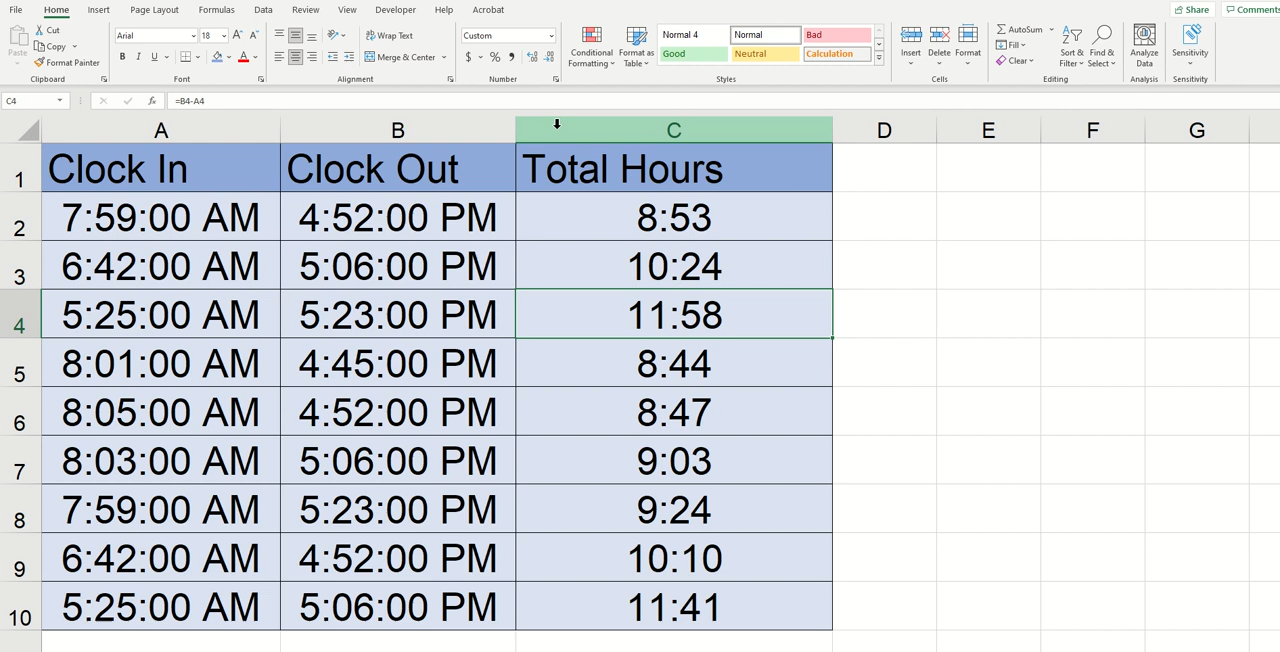 File Home Insert Page Layout Formulas Data Review View Developer Help Acrobat Share Comments
Paste Cut Copy Format Painter Clipboard
Arial 18 A A B I U A Font
Wrap Text Merge & Center Alignment
Custom $ % , Number
Conditional Formatting Format as Table Normal 4 Normal Bad Good Neutral Calculation Styles
Insert Delete Format Cells
AutoSum Fill Clear Sort & Filter Find & Select Editing
Analyze Data Analysis
Sensitivity Sensitivity
C4 fx =B4-A4
A B C D E F G
1 Clock In Clock Out Total Hours
2 7:59:00 AM 4:52:00 PM 8:53
3 6:42:00 AM 5:06:00 PM 10:24
4 5:25:00 AM 5:23:00 PM 11:58
5 8:01:00 AM 4:45:00 PM 8:44
6 8:05:00 AM 4:52:00 PM 8:47
7 8:03:00 AM 5:06:00 PM 9:03
8 7:59:00 AM 5:23:00 PM 9:24
9 6:42:00 AM 4:52:00 PM 10:10
10 5:25:00 AM 5:06:00 PM 11:41